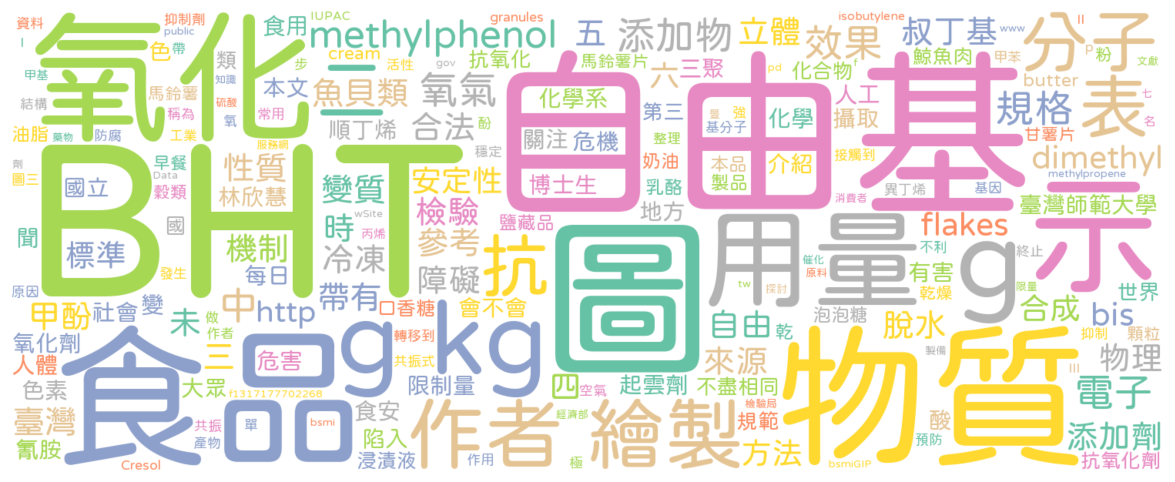 資料
抑制劑
public
食用
IUPAC
granules
methylphenol
五
添加物
立體
isobutylene
效果
叔丁基
II
分子
I
氧化
色
帶
cream
步
活性
gov
抗氧化
馬鈴薯片
六
三聚
pd
化合物
f
鯨魚肉
甲苯
P
粉
文獻
甲基
類
知識
本文
三
魚貝類
氧氣
自由基
butter
表
結構
馬鈴署
硫酸
常用
化學系
第三
量
強
基分子
化學
人工
攝取
規格
七
名
稱為
氧
油脂
藥物
防腐
工業
服務網
順丁烯
合法
酚
關注
危機
整理
甘薯片
劑
圖三
早餐
穀類
Data
性質
穩定
BHT
安定性
博士生
奶油
乳酪
本品
製品
介紹
接觸到
示
dimethyl
methylpropene
國立
林欣慧
wSite
變質
異丁烯
基因
消費者
臺灣師範大學
聞
標準
國
丙烯
機制
時
檢驗
鹽藏品
地方
圖
用量
g
flakes
發生
每日
冷凍
參考
抗
障礙
不利
終止
催化
原料
有害
世界
原因
帶有
tw
探討
乾燥
限量
甲酚
社會
變
中
http
口香糖
會不會
泡泡糖
合成
bis
未
做
作者
氧化劑
三
轉移到
自由
乾
脫水
抑制
顆粒
人體
食品
危害
g
kg
共振式
限制量
四
空氣
起雲劑
來源
不盡相同
物質
製備
III
物理
色素
大眾
f1317177702268
電子
臺灣
共振
單
bsmi
食安
作者
經濟部
繪製
檢驗局
規範
酸
添加劑
氰胺
產物
陷入
浸漬液
作用
極
方法
預防
Cresol
bsmiGIP
抗氧化劑
www
類